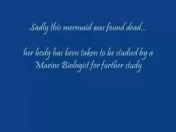 Sadly this mermaid was found dead...
her body has been taken to be studied by a
Marine Biologist for further study